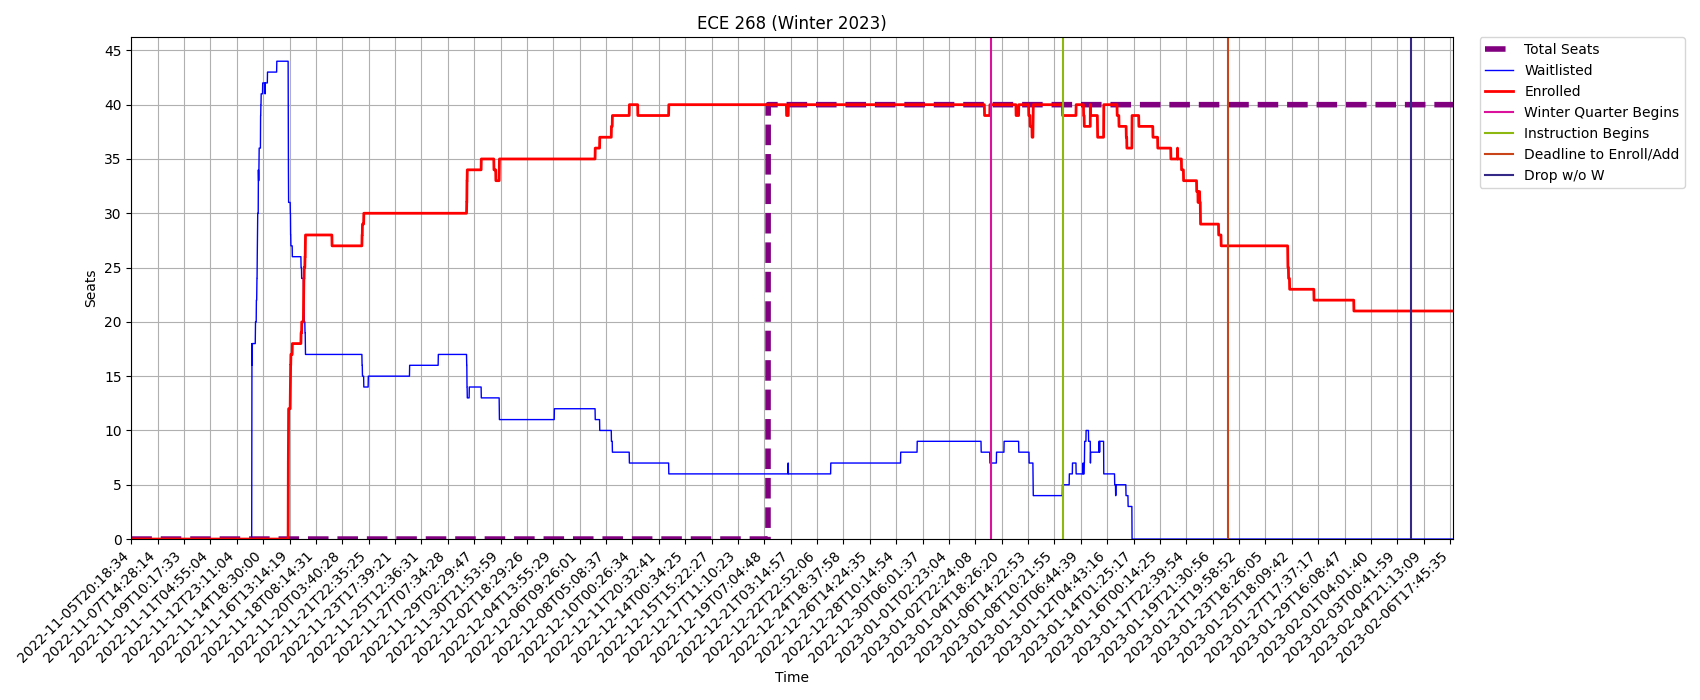 ECE 268 (Winter 2023)
45
40
35
30
25
20
15
10
5
0
Seats
2022-11-05T20:18:34
2022-11-07T14:28:14
2022-11-09T10:17:33
2022-11-11T04:55:04
2022-11-12T23:11:04
2022-11-14T18:30:00
2022-11-16T13:14:19
2022-11-18T08:14:31
2022-11-20T03:40:28
2022-11-21T22:35:25
2022-11-23T17:39:21
2022-11-25T12:36:31
2022-11-27T07:34:28
2022-11-29T02:29:47
2022-11-30T21:53:59
2022-12-02T18:29:26
2022-12-04T13:55:29
2022-12-06T09:26:01
2022-12-08T05:08:37
2022-12-10T00:26:34
2022-12-11T20:32:41
2022-12-14T00:34:25
2022-12-15T15:22:27
2022-12-17T11:10:23
2022-12-19T07:04:48
2022-12-21T03:14:57
2022-12-22T22:52:06
2022-12-24T18:37:58
2022-12-26T14:24:35
2022-12-28T10:14:54
2022-12-30T06:01:37
2023-01-01T02:23:04
2023-01-02T22:24:08
2023-01-04T18:26:20
2023-01-06T14:22:53
2023-01-08T10:21:55
2023-01-10T06:44:39
2023-01-12T04:43:16
2023-01-14T01:25:17
2023-01-16T00:14:25
2023-01-17T22:39:54
2023-01-19T21:30:56
2023-01-21T19:58:52
2023-01-23T18:26:05
2023-01-25T18:09:42
2023-01-27T17:37:17
2023-01-29T16:08:47
2023-02-01T04:01:40
2023-02-03T00:41:59
2023-02-04T21:13:09
2023-02-06T17:45:35
Time
Total Seats
Waitlisted
Enrolled
Winter Quarter Begins
Instruction Begins
Deadline to Enroll/Add
Drop w/o W